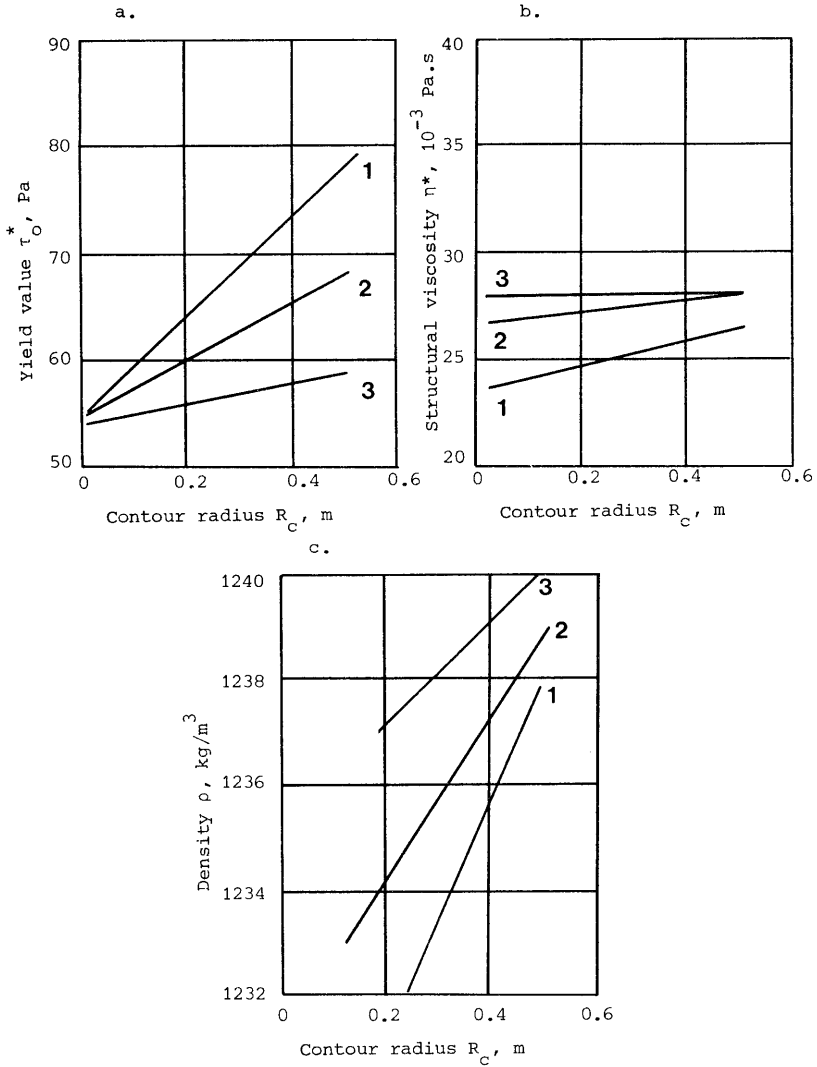 a.
90
80
70
60
50
Yield value τ*o, Pa
1
2
3
0 0.2 0.4 0.6
Contour radius Rc, m
b.
40
35
30
25
20
Structural viscosity η*, 10⁻³ Pa.s
3
2
1
0 0.2 0.4 0.6
Contour radius Rc, m
c.
1240
1238
1236
1234
1232
Density ρ, kg/m³
3
2
1
0 0.2 0.4 0.6
Contour radius Rc, m